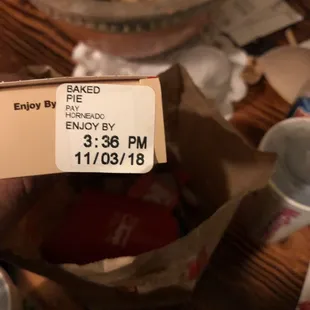 Enjoy By
BAKED
PIE
PAY
HORNEADO
ENJOY BY
3:36 PM
11/03/18